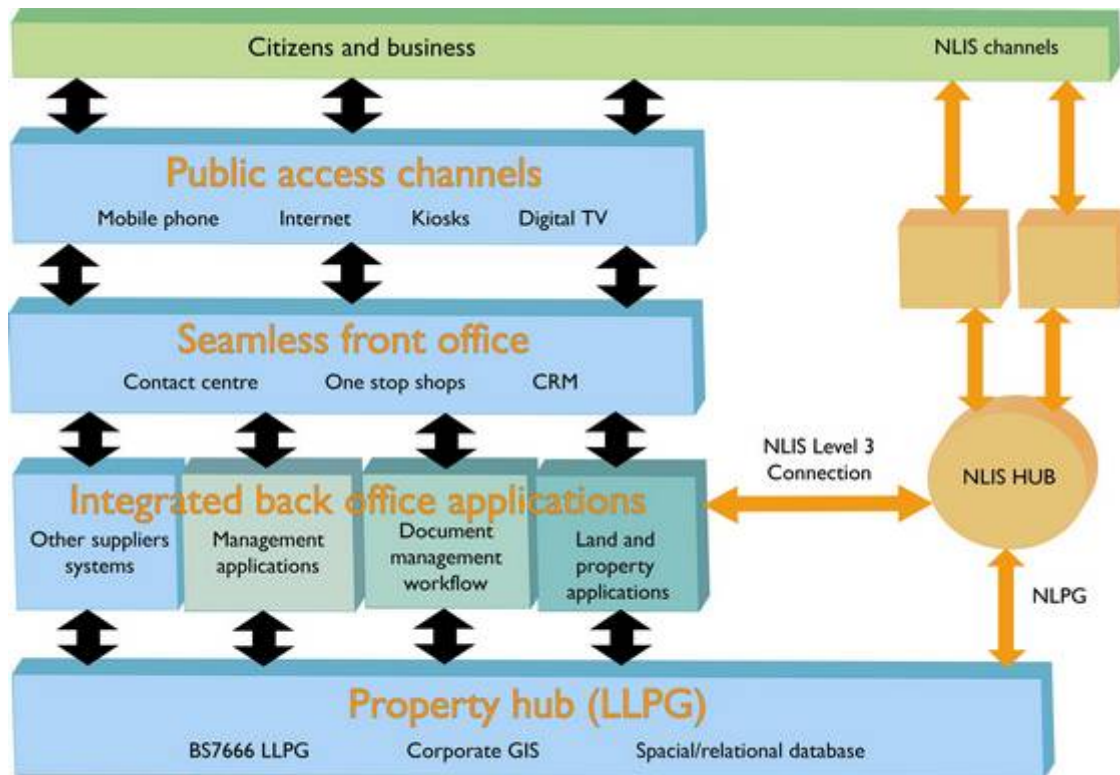 Citizens and business
NLIS channels
Public access channels
Mobile phone
Internet
Kiosks
Digital TV
Seamless front office
Contact centre
One stop shops
CRM
NLIS Level 3
Connection
NLIS HUB
Integrated back office applications
Other suppliers
systems
Management
applications
Document
management
workflow
Land and
property
applications
NLPG
Property hub (LLPG)
BS7666 LLPG
Corporate GIS
Spacial/relational database